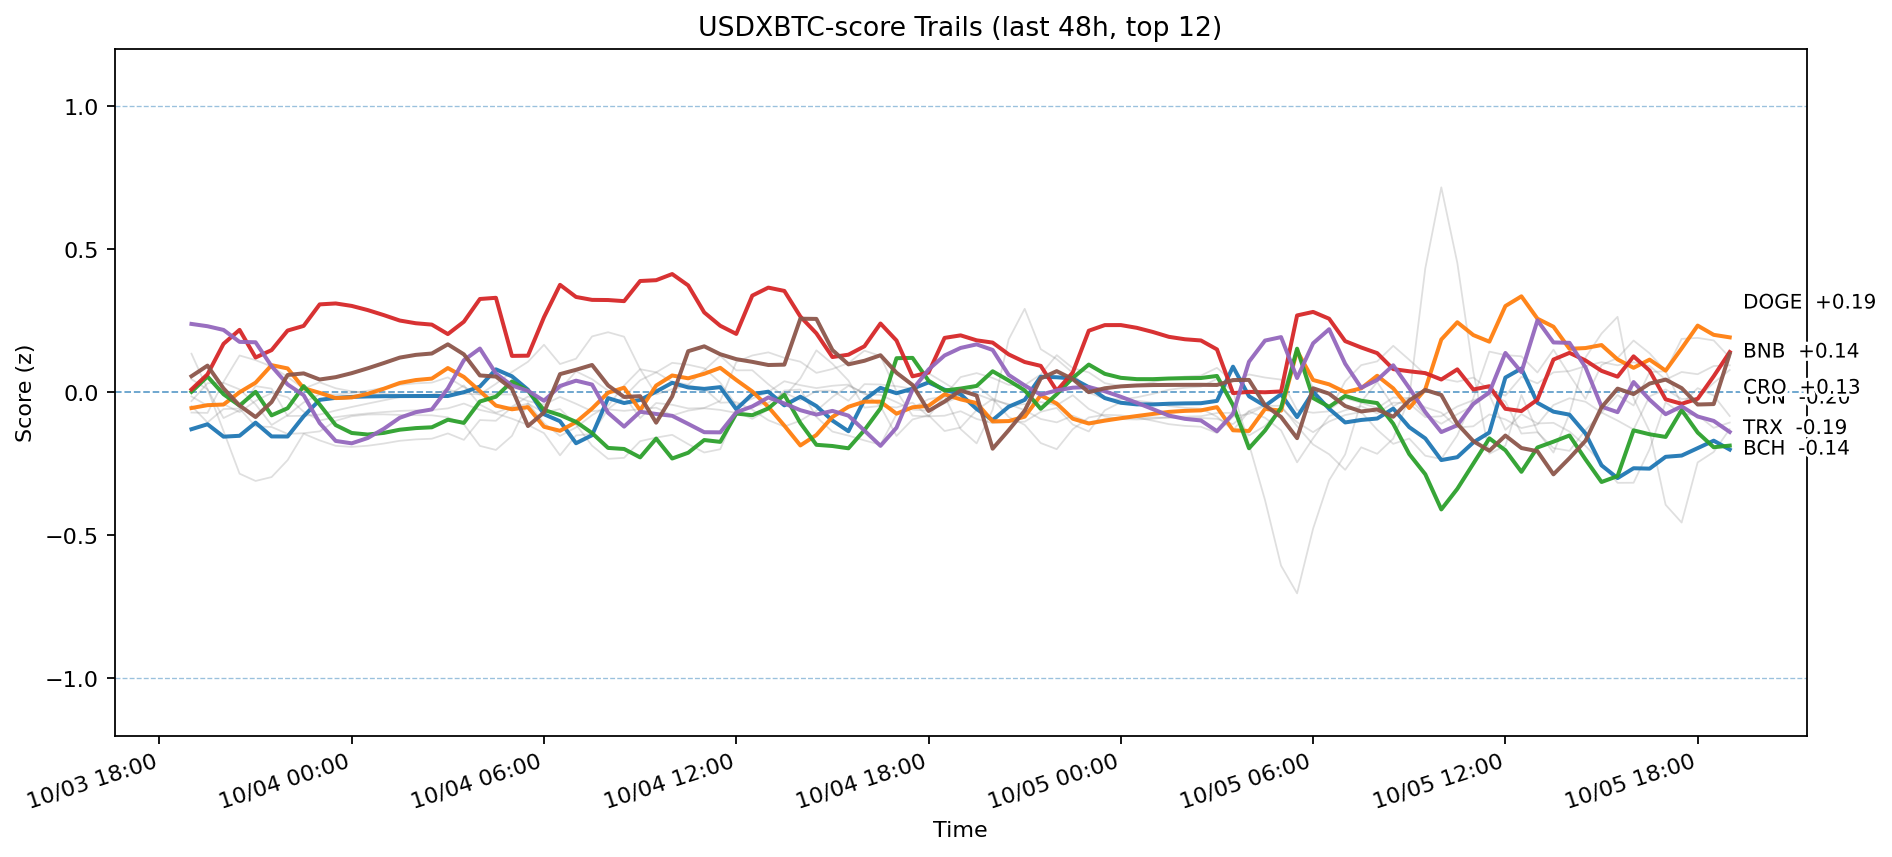 USDXBTC-score Trails (last 48h, top 12)
Score (z)
1.0
0.5
0.0
−0.5
−1.0
DOGE +0.19
BNB +0.14
CRO +0.13
TON -0.20
TRX -0.19
BCH -0.14
10/03 18:00
10/04 00:00
10/04 06:00
10/04 12:00
10/04 18:00
10/05 00:00
10/05 06:00
10/05 12:00
10/05 18:00
Time